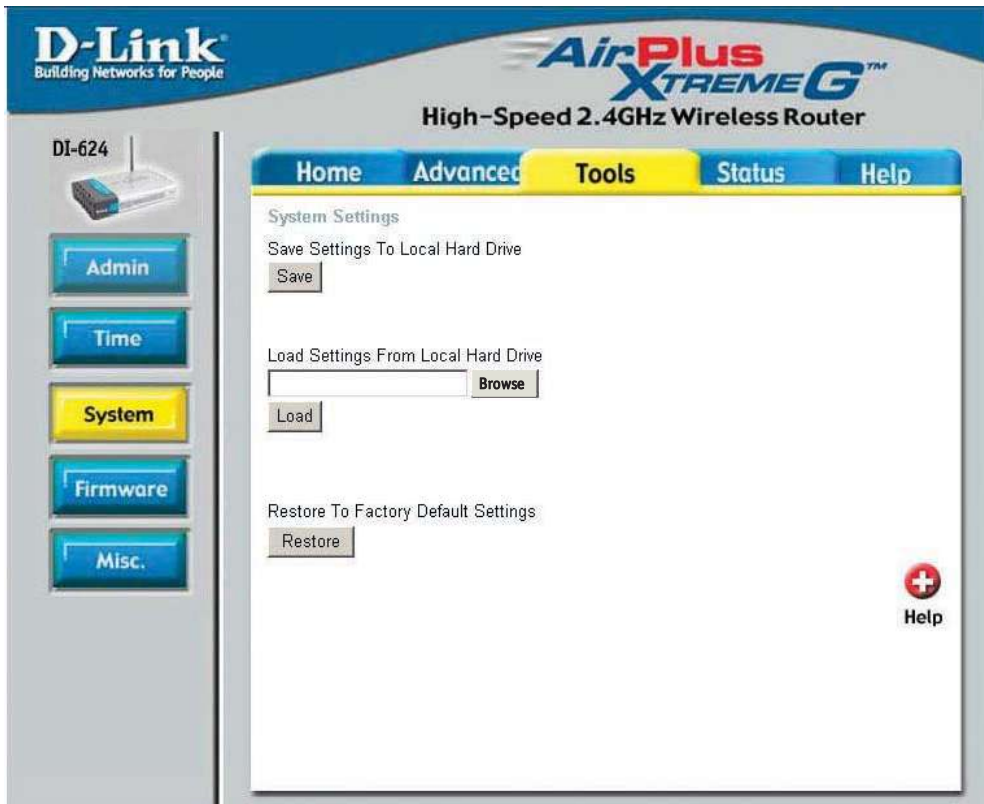 D-Link
Building Networks for People
AirPlus
XTREME G™
High-Speed 2.4GHz Wireless Router
DI-624
Home Advanced Tools Status Help
Admin
Time
System
Firmware
Misc.
System Settings
Save Settings To Local Hard Drive
Save
Load Settings From Local Hard Drive
Browse
Load
Restore To Factory Default Settings
Restore
Help